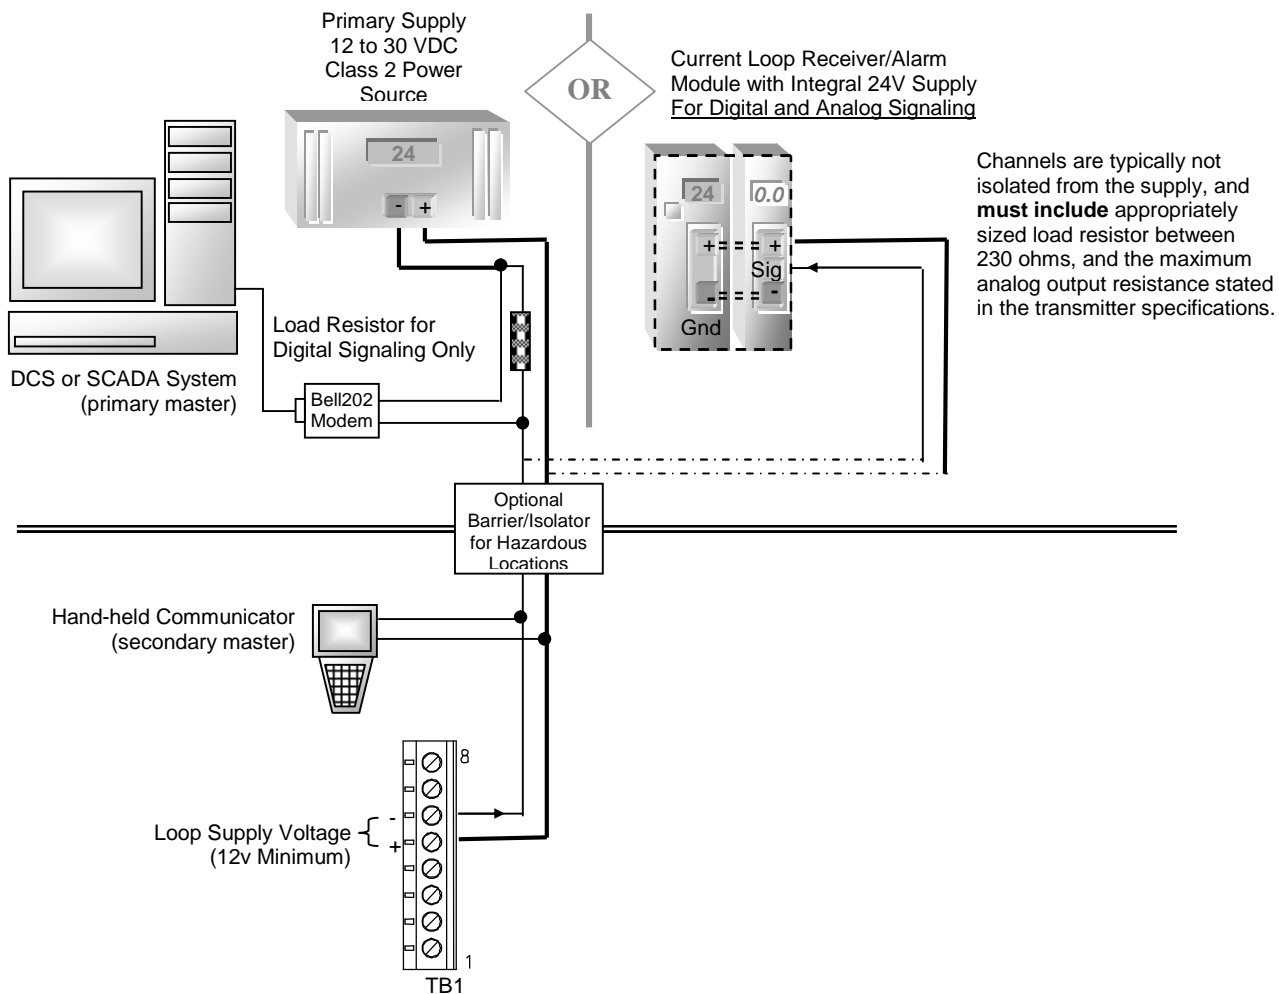 Primary Supply
12 to 30 VDC
Class 2 Power
Source
OR
Current Loop Receiver/Alarm
Module with Integral 24V Supply
For Digital and Analog Signaling
24
- +
24
0.0
+ +
Sig
- -
Gnd
Channels are typically not
isolated from the supply, and
must include appropriately
sized load resistor between
230 ohms, and the maximum
analog output resistance stated
in the transmitter specifications.
Load Resistor for
Digital Signaling Only
DCS or SCADA System
(primary master)
Bell202
Modem
Optional
Barrier/Isolator
for Hazardous
Locations
Hand-held Communicator
(secondary master)
8
-
Loop Supply Voltage
+
(12v Minimum)
1
TB1